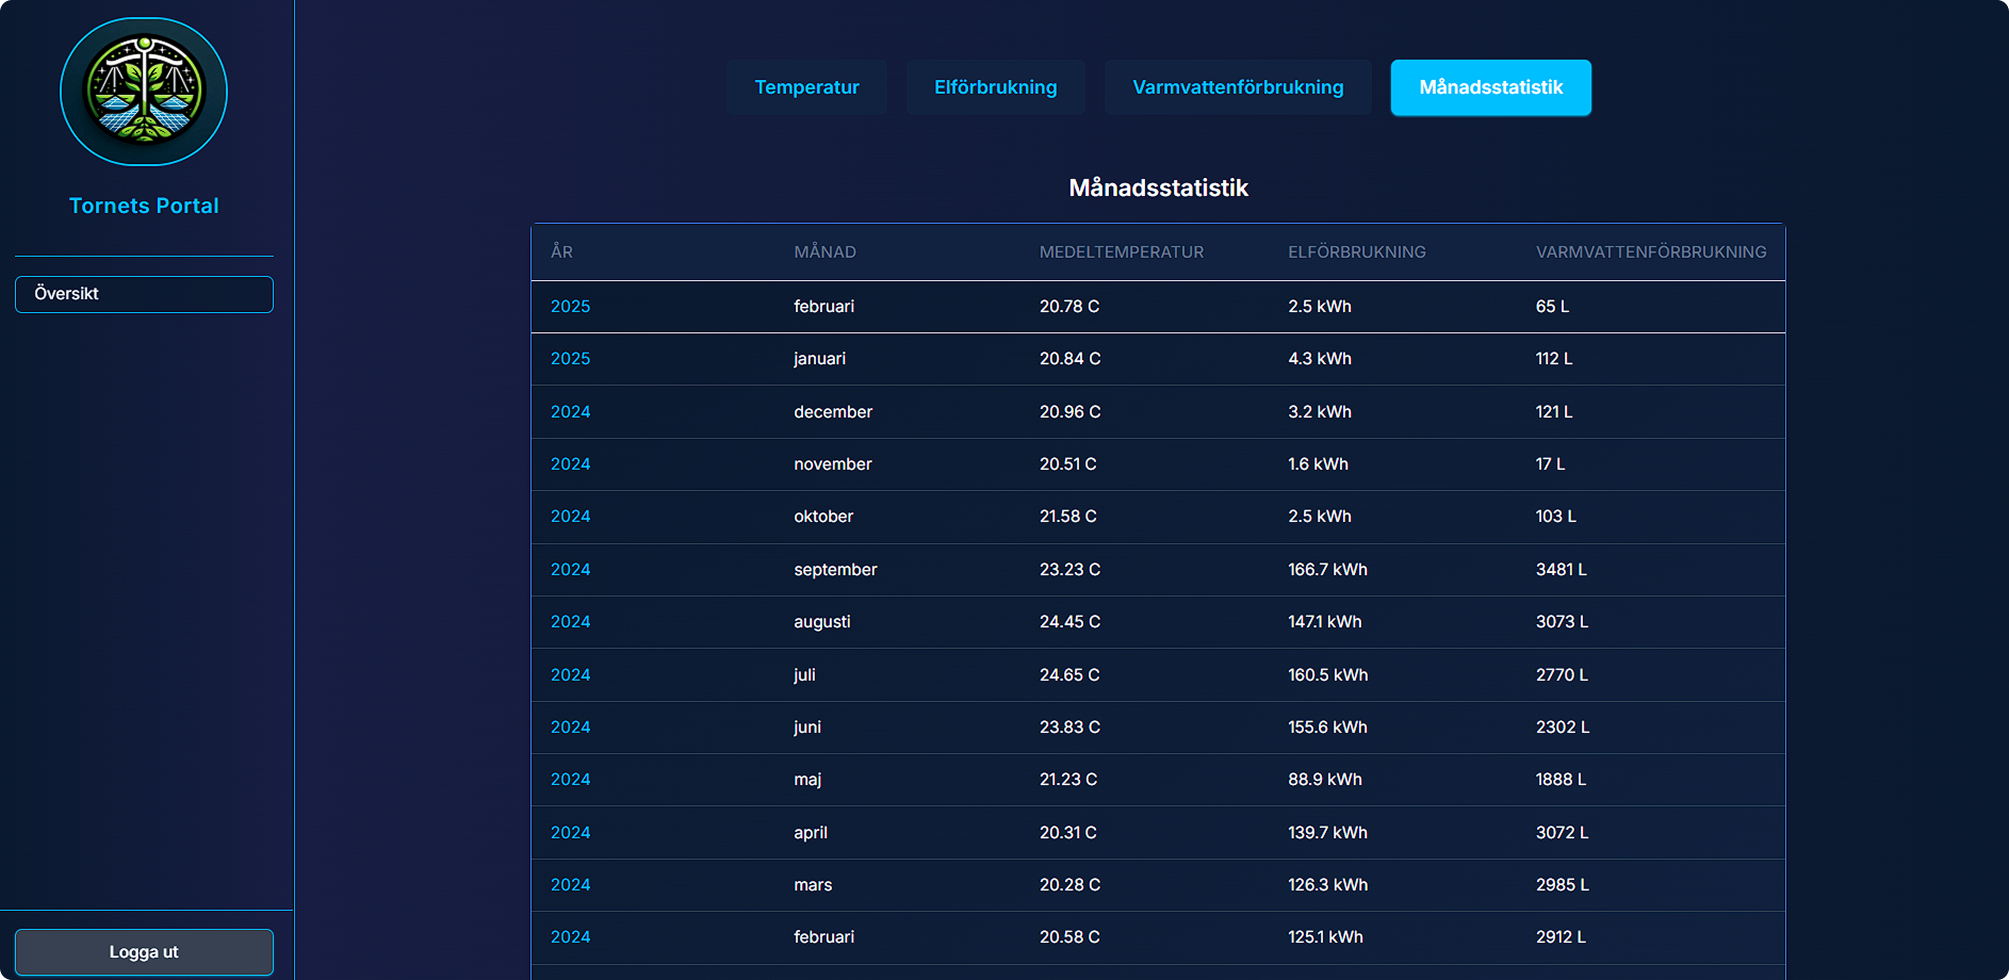 Tornets Portal
Översikt
Logga ut
Temperatur Elförbrukning Varmvattenförbrukning Månadsstatistik
Månadsstatistik
ÅR MÅNAD MEDELTEMPERATUR ELFÖRBRUKNING VARMVATTENFÖRBRUKNING
2025 februari 20.78 C 2.5 kWh 65 L
2025 januari 20.84 C 4.3 kWh 112 L
2024 december 20.96 C 3.2 kWh 121 L
2024 november 20.51 C 1.6 kWh 17 L
2024 oktober 21.58 C 2.5 kWh 103 L
2024 september 23.23 C 166.7 kWh 3481 L
2024 augusti 24.45 C 147.1 kWh 3073 L
2024 juli 24.65 C 160.5 kWh 2770 L
2024 juni 23.83 C 155.6 kWh 2302 L
2024 maj 21.23 C 88.9 kWh 1888 L
2024 april 20.31 C 139.7 kWh 3072 L
2024 mars 20.28 C 126.3 kWh 2985 L
2024 februari 20.58 C 125.1 kWh 2912 L